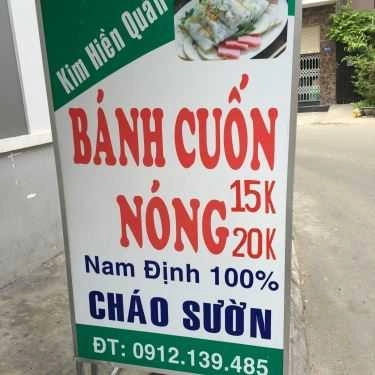 Kim Hiền Quán
BÁNH CUỐN
NÓNG 15K
20K
Nam Định 100%
CHÁO SƯỜN
ĐT: 0912.139.485